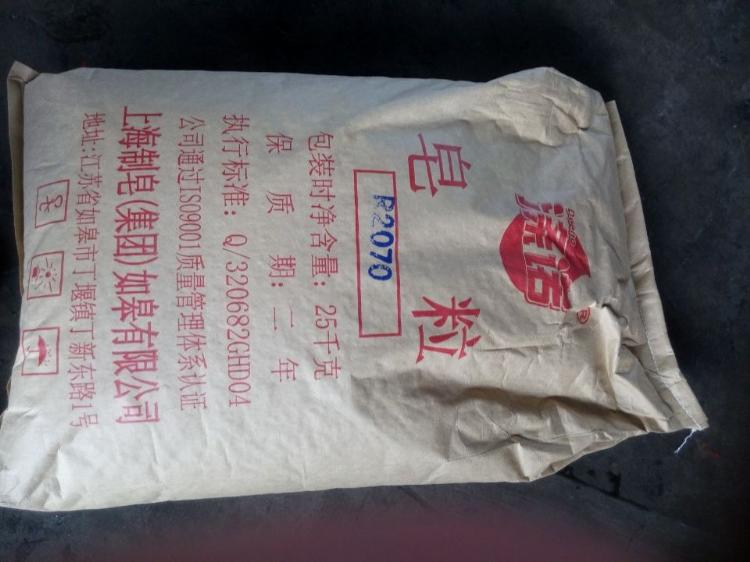 洁诺
®
皂粒
R2070
包装时净含量：25千克
保质期：二年
执行标准：Q/320682GHD04
公司通过ISO9001质量管理体系认证
上海制皂(集团)如皋有限公司
地址:江苏省如皋市丁堰镇丁新东路1号